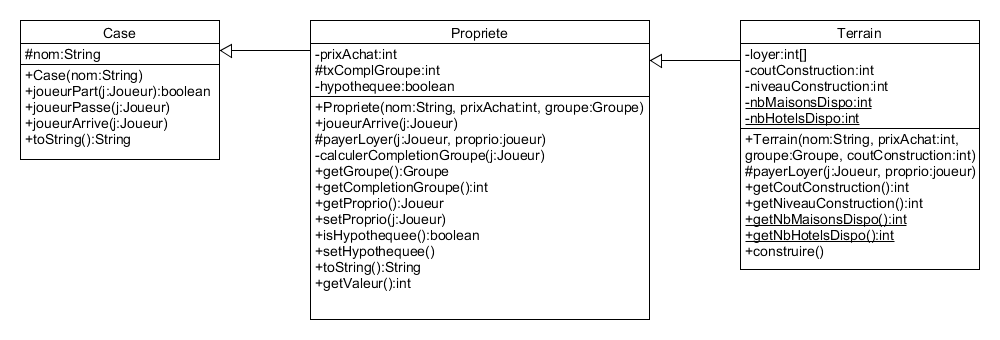 Case
#nom:String
+Case(nom:String)
+joueurPart(j:Joueur):boolean
+joueurPasse(j:Joueur)
+joueurArrive(j:Joueur)
+toString():String
Propriete
-prixAchat:int
#txComplGroupe:int
-hypothequee:boolean
+Propriete(nom:String, prixAchat:int, groupe:Groupe)
+joueurArrive(j:Joueur)
#payerLoyer(j:Joueur, proprio:joueur)
-calculerCompletionGroupe(j:Joueur)
+getGroupe():Groupe
+getCompletionGroupe():int
+getProprio():Joueur
+setProprio(j:Joueur)
+isHypothequee():boolean
+setHypothequee()
+toString():String
+getValeur():int
Terrain
-loyer:int[]
-coutConstruction:int
-niveauConstruction:int
-nbMaisonsDispo:int
-nbHotelsDispo:int
+Terrain(nom:String, prixAchat:int,
groupe:Groupe, coutConstruction:int)
#payerLoyer(j:Joueur, proprio:joueur)
+getCoutConstruction():int
+getNiveauConstruction():int
+getNbMaisonsDispo():int
+getNbHotelsDispo():int
+construire()